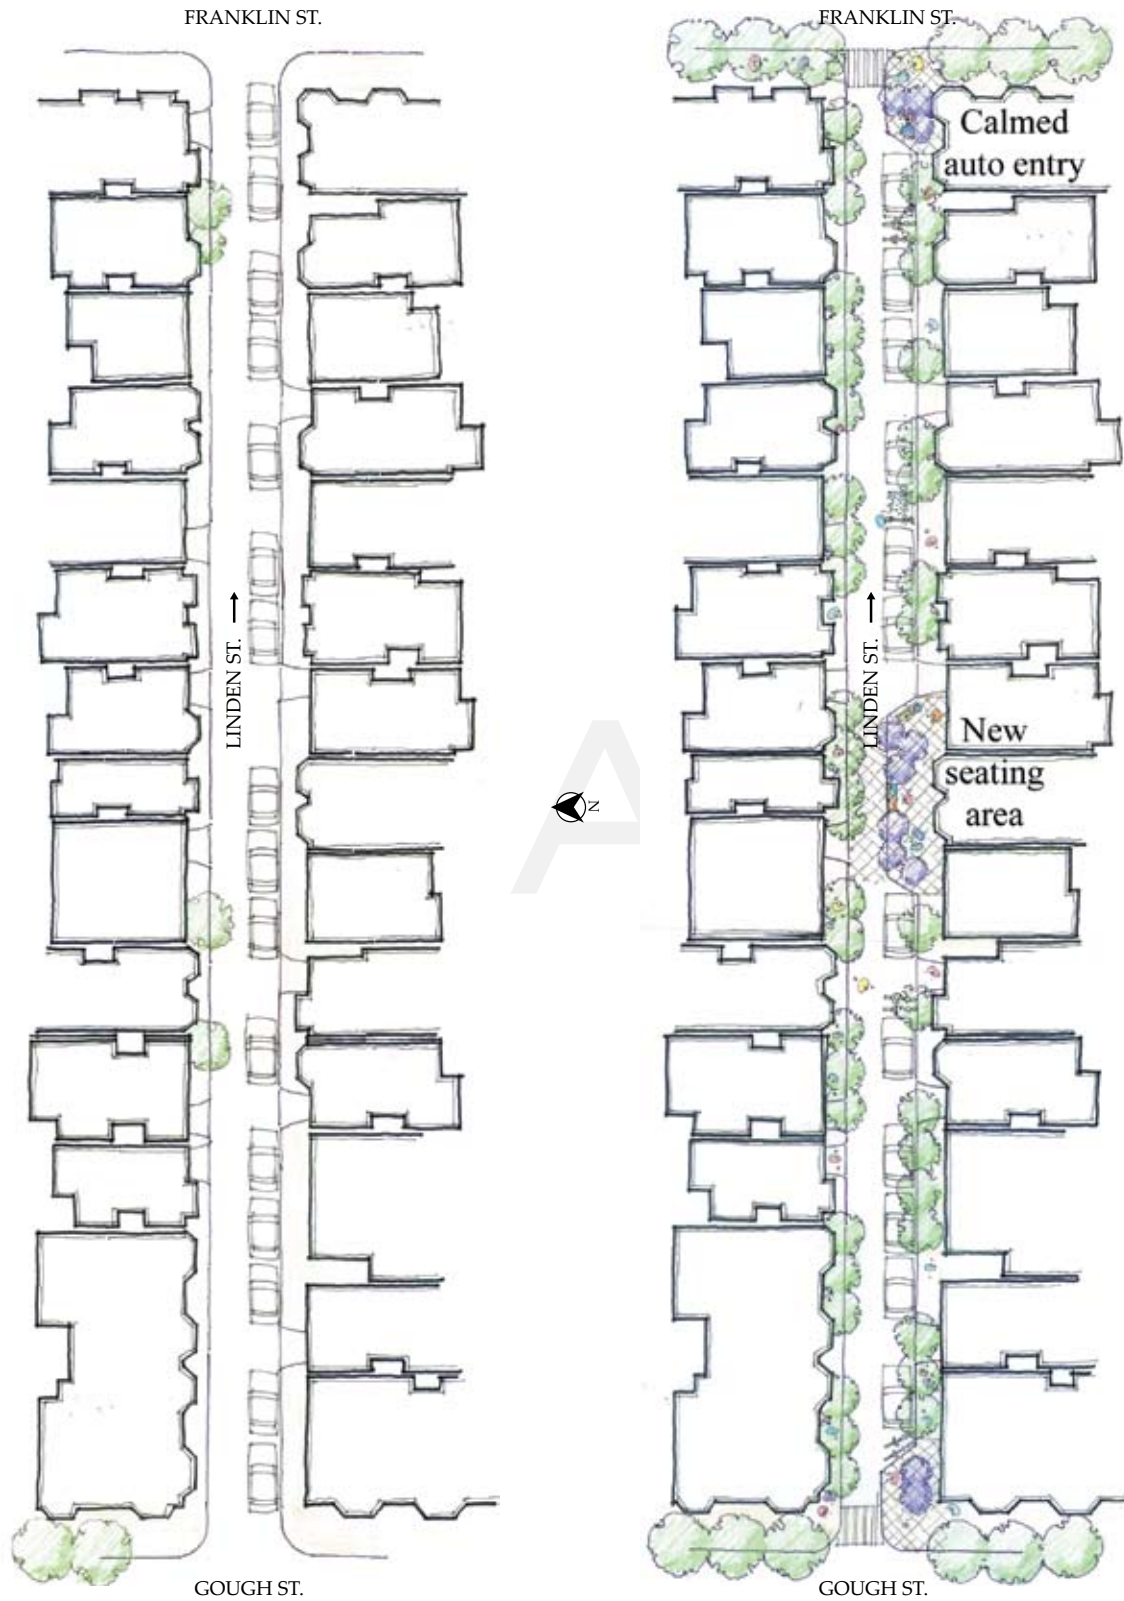 FRANKLIN ST.
FRANKLIN ST.
Calmed
auto entry
LINDEN ST.
LINDEN ST.
New
seating
area
N
A
GOUGH ST.
GOUGH ST.